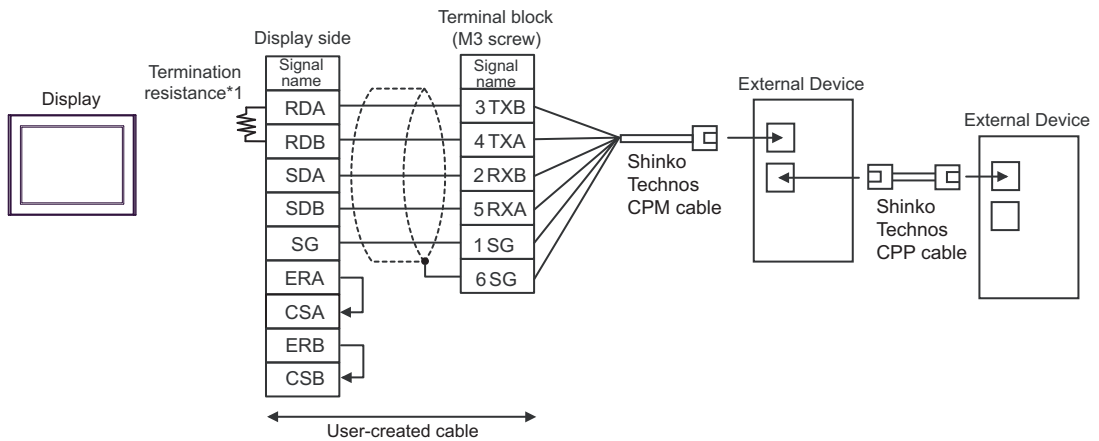 Display
Termination
resistance*1
Display side
Signal
name
RDA
RDB
SDA
SDB
SG
ERA
CSA
ERB
CSB
Terminal block
(M3 screw)
Signal
name
3 TXB
4 TXA
2 RXB
5 RXA
1 SG
6 SG
Shinko
Technos
CPM cable
External Device
Shinko
Technos
CPP cable
External Device
User-created cable